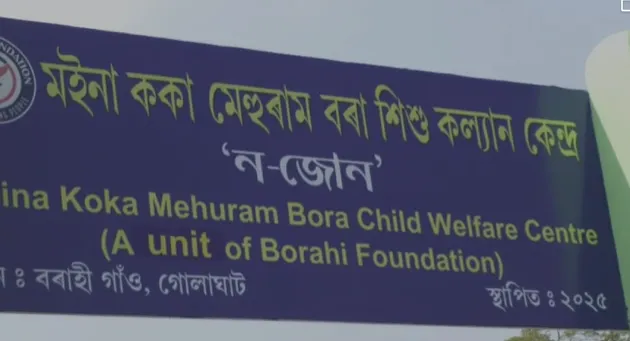 মইনা ককা মেহুৰাম বৰা শিশু কল্যান কেন্দ্ৰ
'ন-জোন'
ina Koka Mehuram Bora Child Welfare Centre
(A unit of Borahi Foundation)
ঃ বৰাহী গাঁও, গোলাঘাট
স্থাপিত ঃ ২০২৫